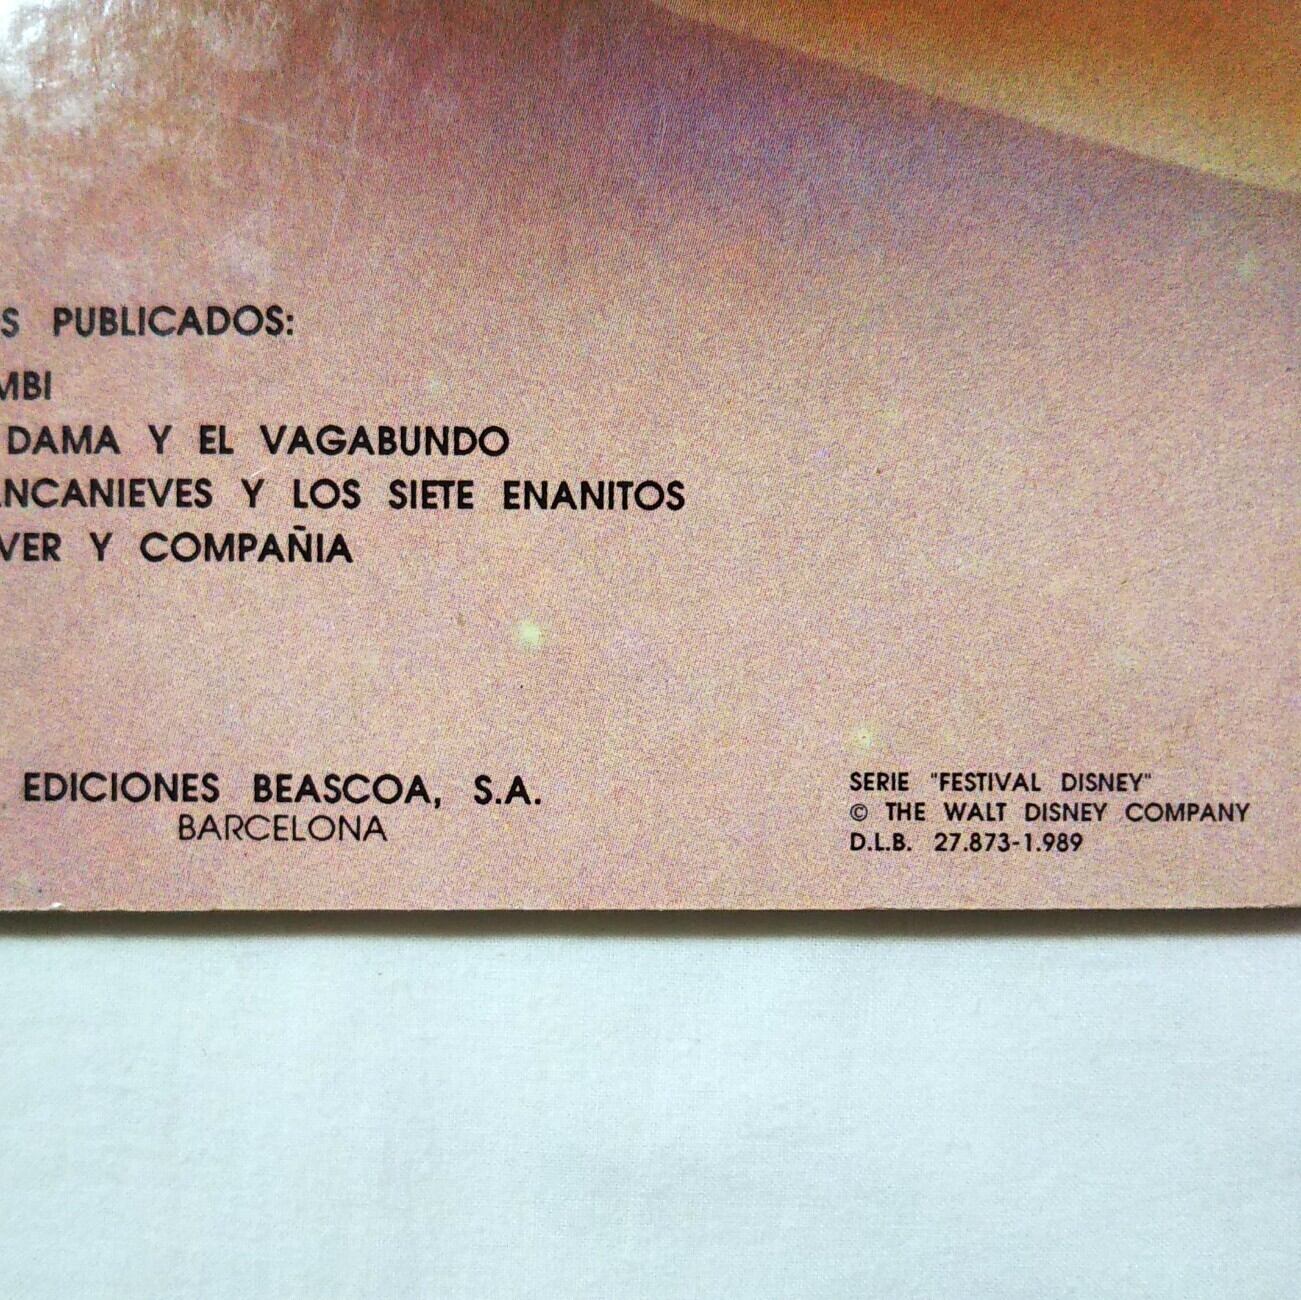 S PUBLICADOS:
MBI
DAMA Y EL VAGABUNDO
ANCANIEVES Y LOS SIETE ENANITOS
VER Y COMPAÑIA
EDICIONES BEASCOA, S.A.
BARCELONA
SERIE "FESTIVAL DISNEY"
© THE WALT DISNEY COMPANY
D.L.B. 27.873-1.989